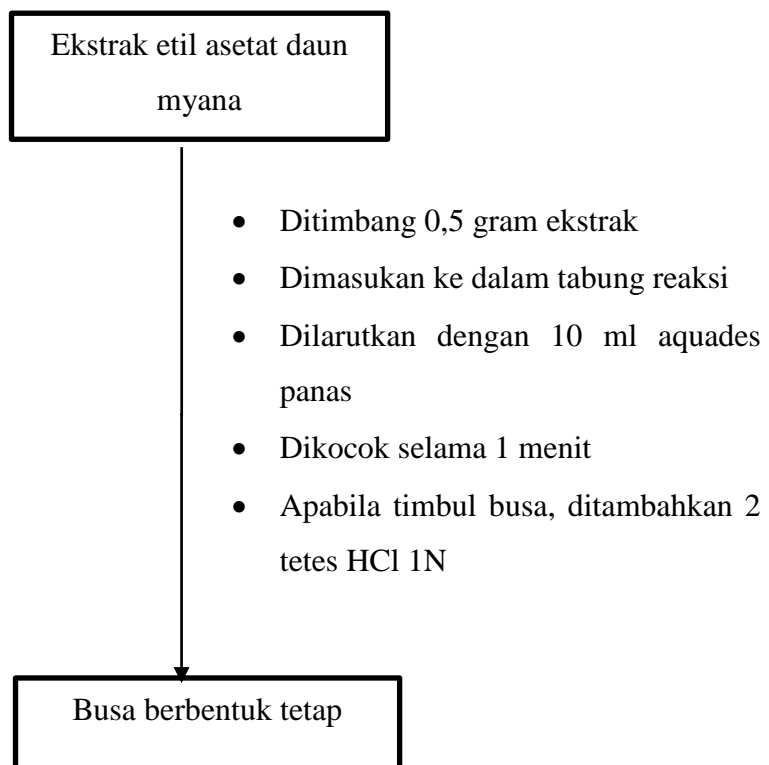 Ekstrak etil asetat daun
myana
• Ditimbang 0,5 gram ekstrak
• Dimasukan ke dalam tabung reaksi
• Dilarutkan dengan 10 ml aquades
panas
• Dikocok selama 1 menit
• Apabila timbul busa, ditambahkan 2
tetes HCl 1N
Busa berbentuk tetap